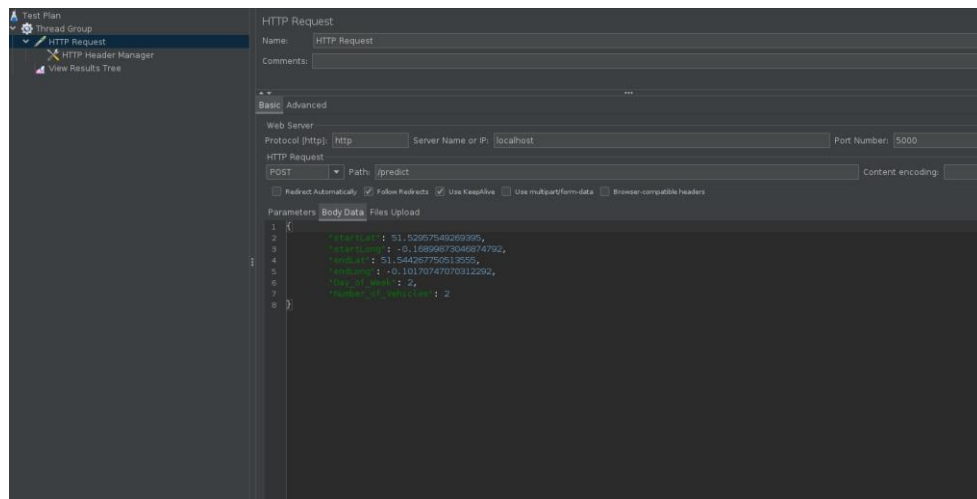 Test Plan
Thread Group
HTTP Request
HTTP Header Manager
View Results Tree
HTTP Request
Name: HTTP Request
Comments:
Basic Advanced
Web Server
Protocol [http]: http Server Name or IP: localhost Port Number: 5000
HTTP Request
POST Path: /predict Content encoding:
Redirect Automatically Follow Redirects Use KeepAlive Use multipart/form-data Browser-compatible headers
Parameters Body Data Files Upload
1 {
2 "startLat": 51.52957549269395,
3 "startLong": -0.16899873046874792,
4 "endLat": 51.544267750513555,
5 "endLong": -0.10170747070312292,
6 "Day_of_Week": 2,
7 "Number_of_Vehicles": 2
8 }